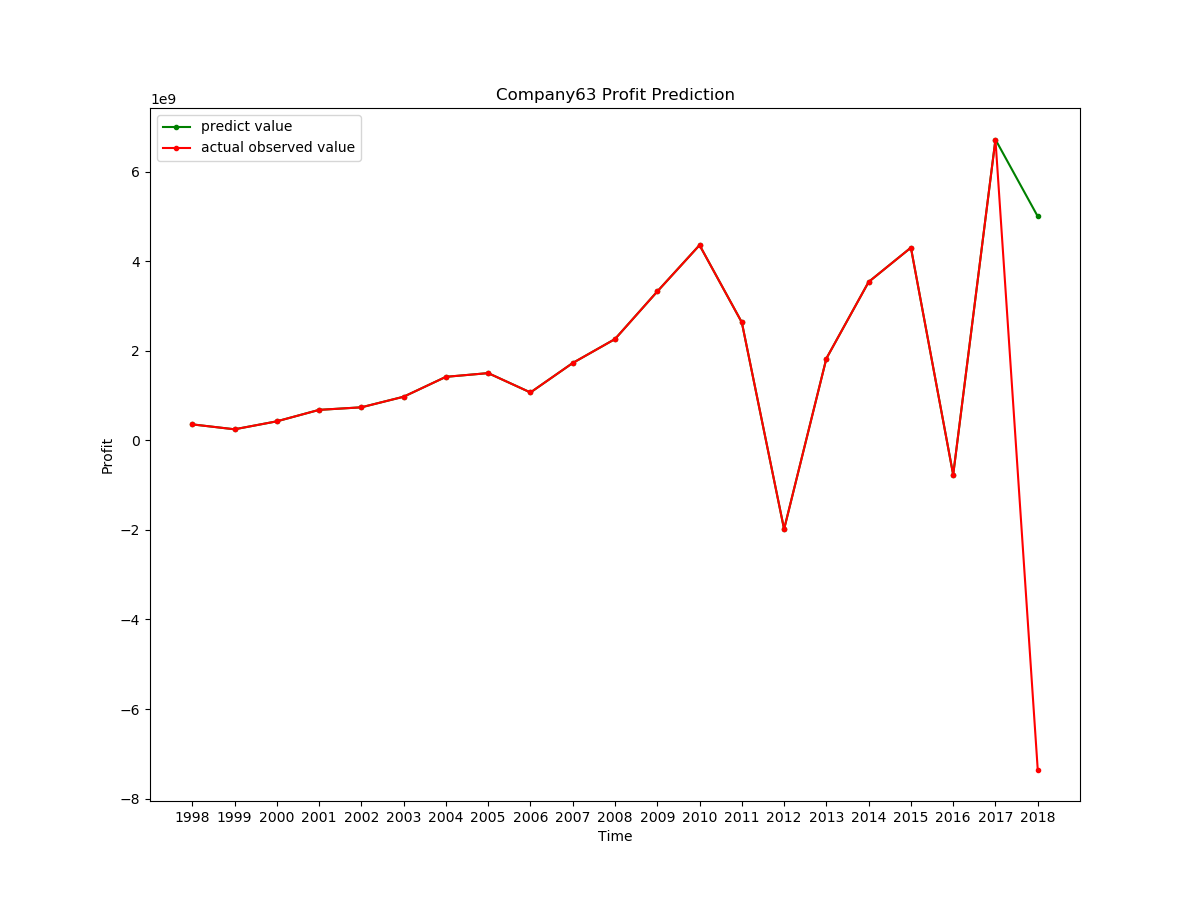 Company63 Profit Prediction
1e9
predict value
actual observed value
6
4
2
0
−2
−4
−6
−8
Profit
1998 1999 2000 2001 2002 2003 2004 2005 2006 2007 2008 2009 2010 2011 2012 2013 2014 2015 2016 2017 2018
Time